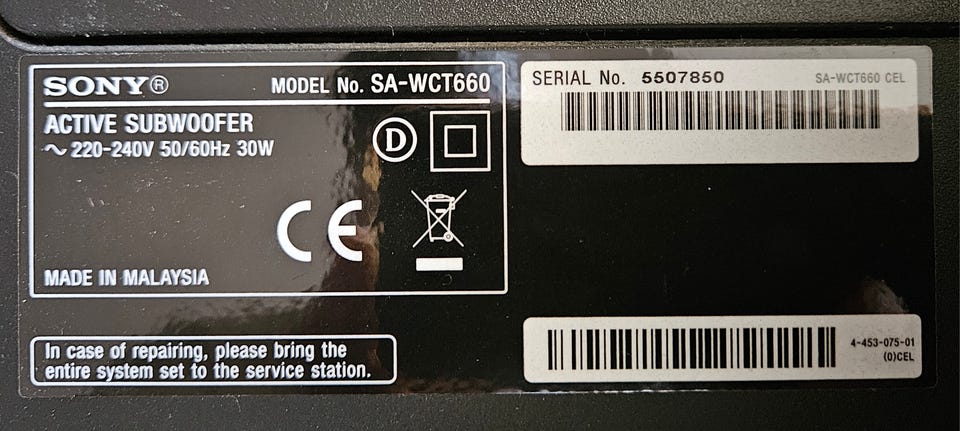 SONY® MODEL No. SA-WCT660
ACTIVE SUBWOOFER
~ 220-240V 50/60Hz 30W
D
CE
MADE IN MALAYSIA
In case of repairing, please bring the
entire system set to the service station.
SERIAL No. 5507850 SA-WCT660 CEL
4-453-075-01
(0)CEL